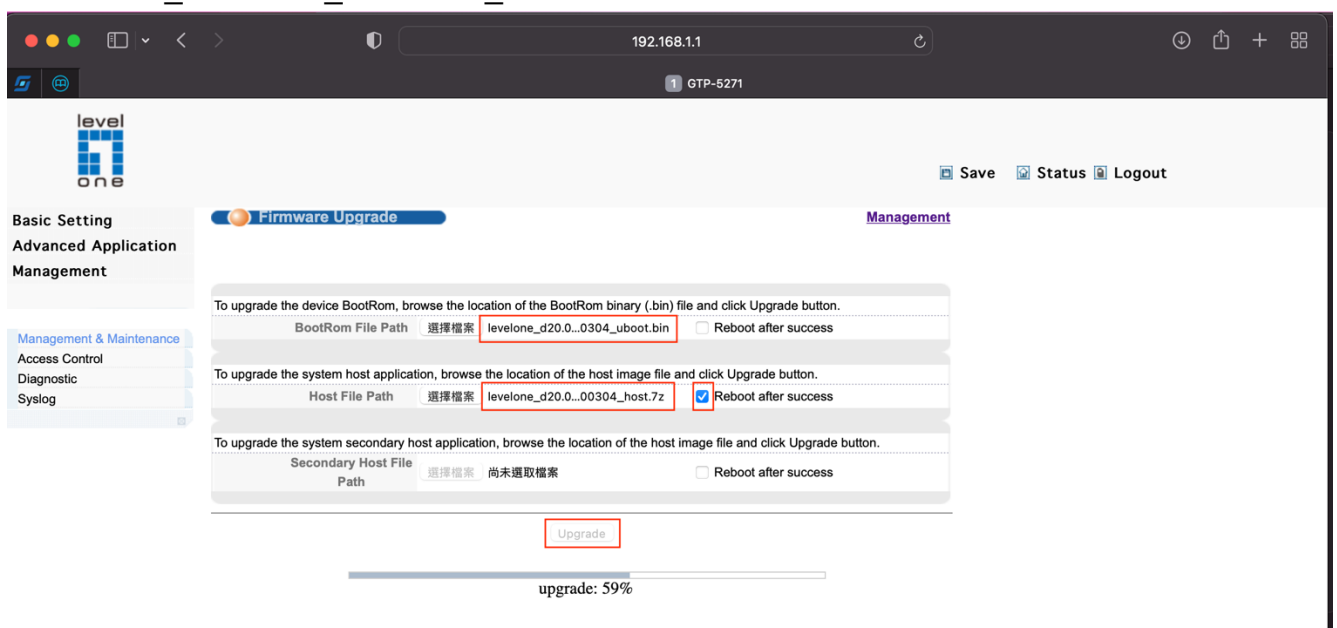 192.168.1.1
1 GTP-5271
level
one
Save Status Logout
Basic Setting
Advanced Application
Management
Management & Maintenance
Access Control
Diagnostic
Syslog
Firmware Upgrade
Management
To upgrade the device BootRom, browse the location of the BootRom binary (.bin) file and click Upgrade button.
BootRom File Path 選擇檔案 levelone_d20.0...0304_uboot.bin Reboot after success
To upgrade the system host application, browse the location of the host image file and click Upgrade button.
Host File Path 選擇檔案 levelone_d20.0...00304_host.7z Reboot after success
To upgrade the system secondary host application, browse the location of the host image file and click Upgrade button.
Secondary Host File
Path
選擇檔案 尚未選取檔案 Reboot after success
Upgrade
upgrade: 59%